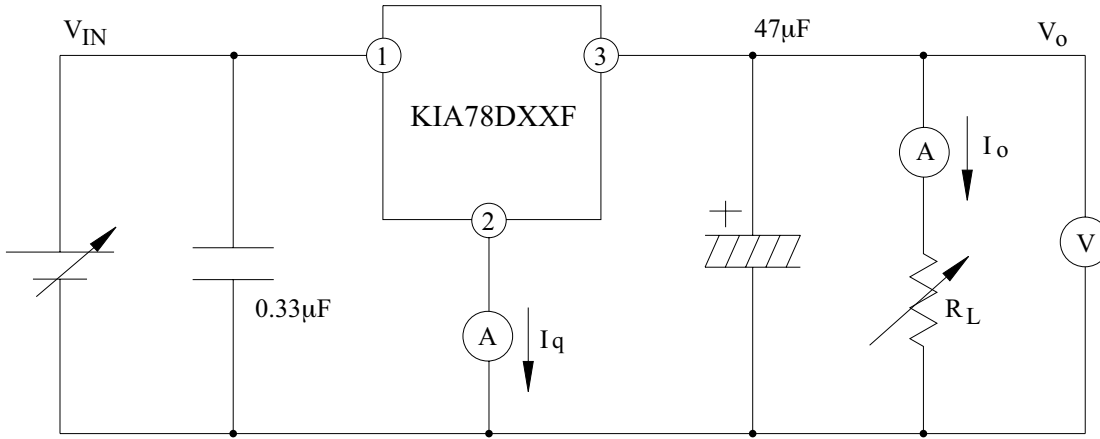 V_IN
47μF
V_o
1
3
KIA78DXXF
A
I_o
2
+
V
0.33μF
A
I_q
R_L